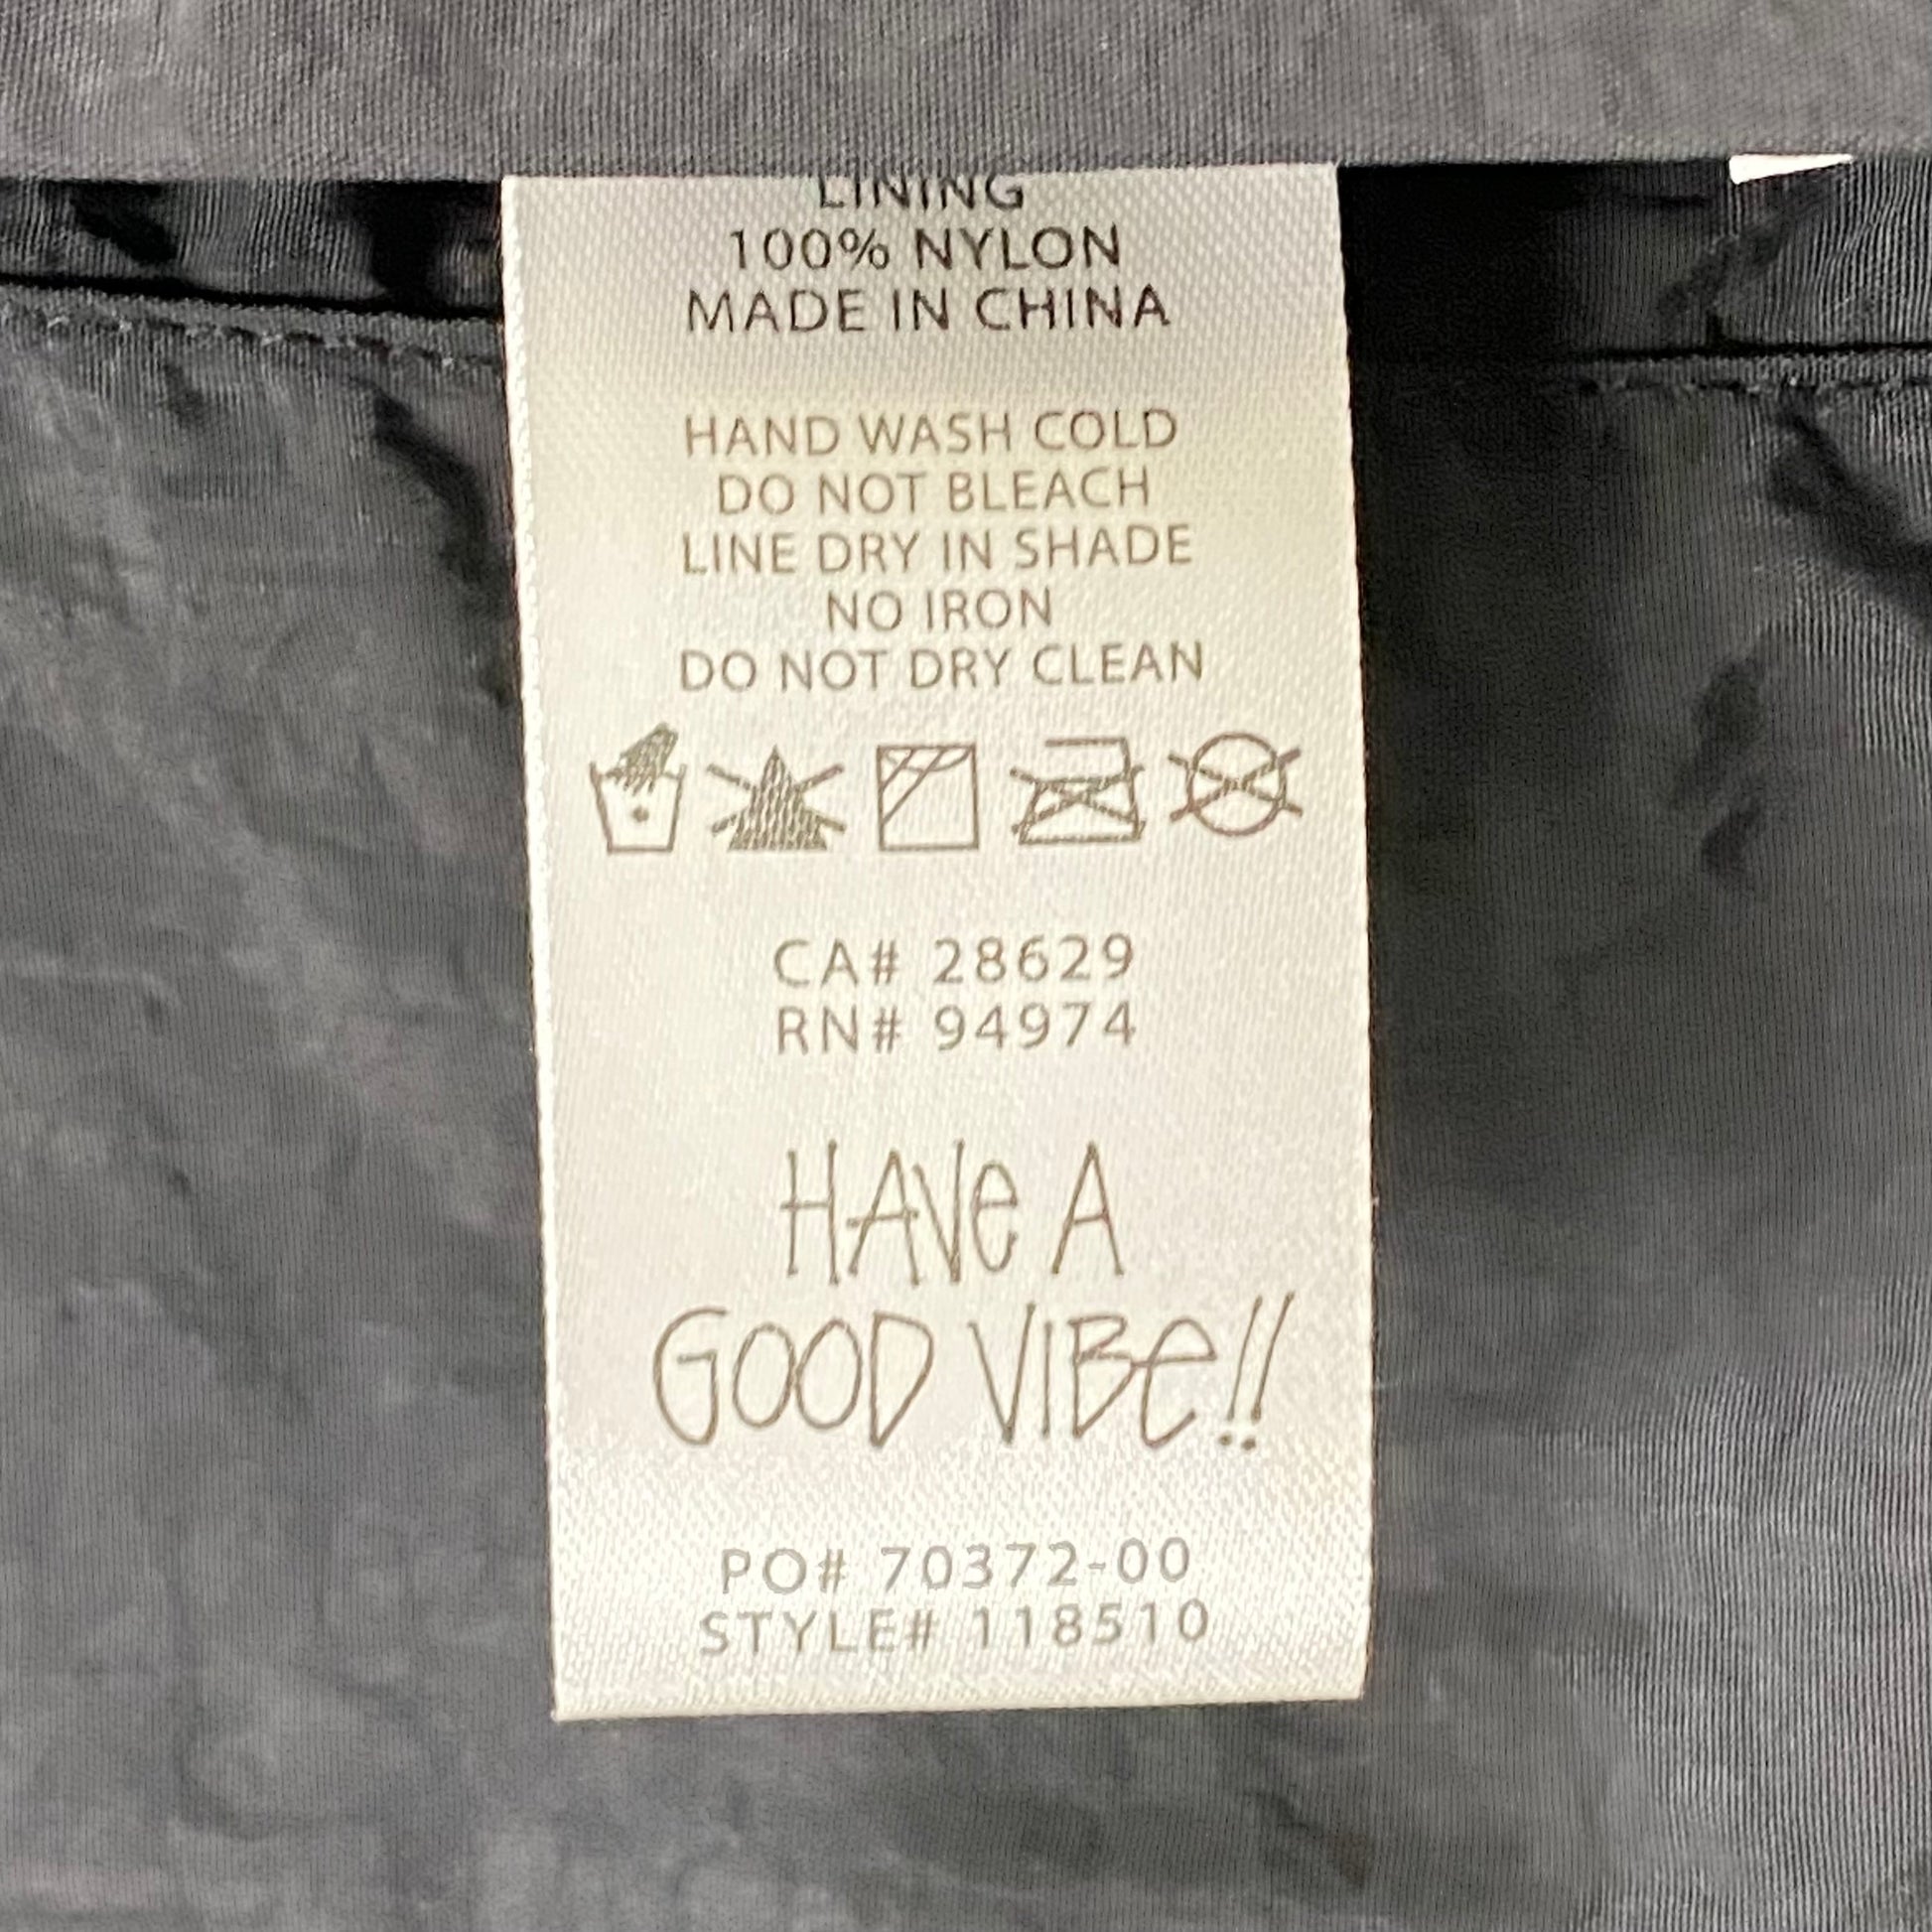 LINING
100% NYLON
MADE IN CHINA
HAND WASH COLD
DO NOT BLEACH
LINE DRY IN SHADE
NO IRON
DO NOT DRY CLEAN
CA# 28629
RN# 94974
HAVe A
GOOD VIBe!!
PO# 70372-00
STYLE# 118510